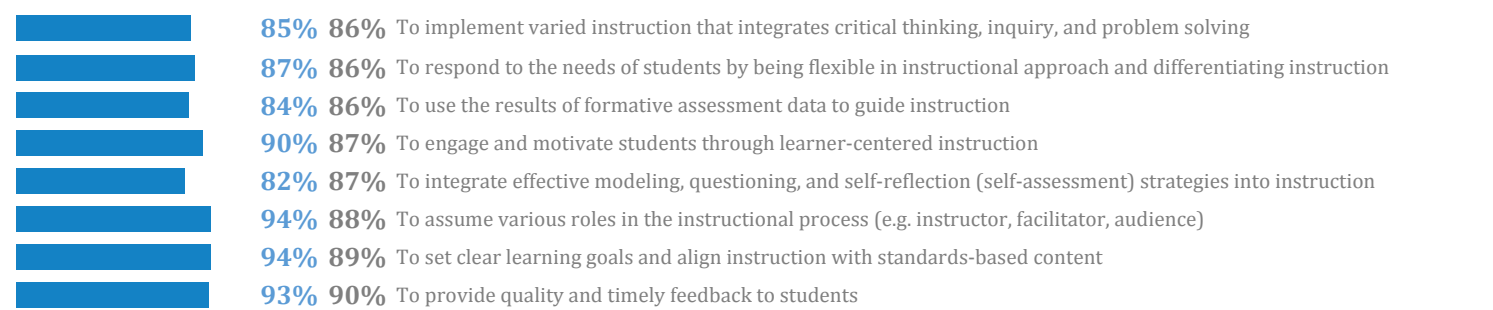 85% 86% To implement varied instruction that integrates critical thinking, inquiry, and problem solving
87% 86% To respond to the needs of students by being flexible in instructional approach and differentiating instruction
84% 86% To use the results of formative assessment data to guide instruction
90% 87% To engage and motivate students through learner-centered instruction
82% 87% To integrate effective modeling, questioning, and self-reflection (self-assessment) strategies into instruction
94% 88% To assume various roles in the instructional process (e.g. instructor, facilitator, audience)
94% 89% To set clear learning goals and align instruction with standards-based content
93% 90% To provide quality and timely feedback to students